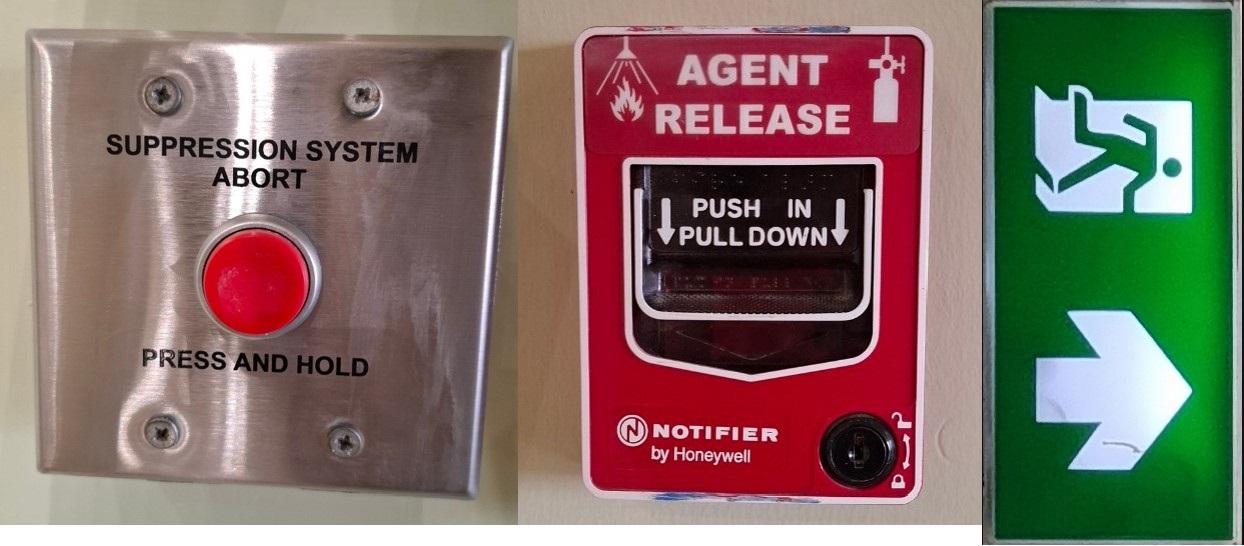 SUPPRESSION SYSTEM
ABORT
PRESS AND HOLD
AGENT
RELEASE
PUSH IN
PULL DOWN
N NOTIFIER
by Honeywell